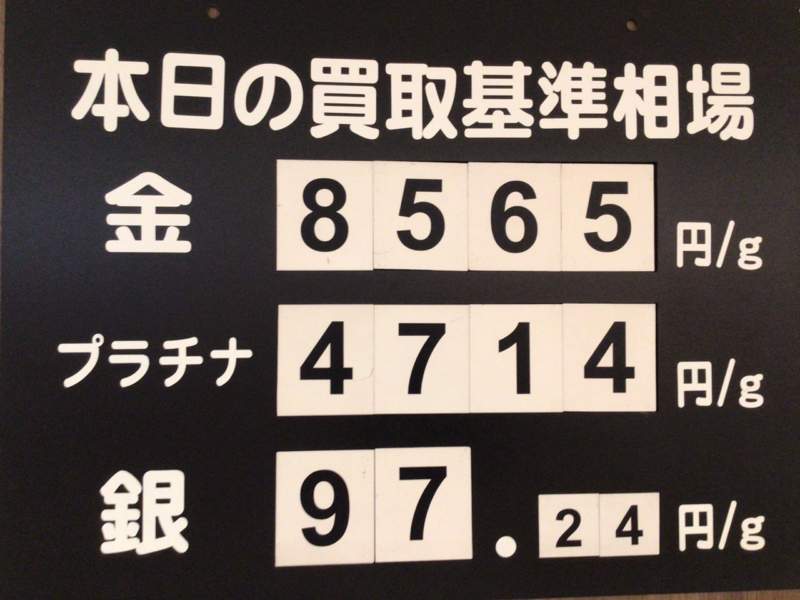 本日の買取基準相場
金 8565 円/g
プラチナ 4714 円/g
銀 97.24 円/g